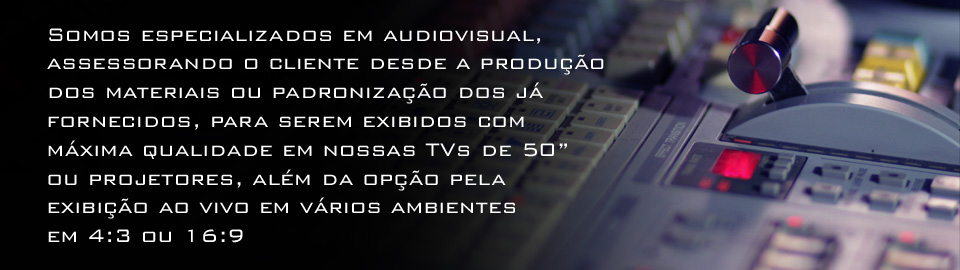 Somos especializados em audiovisual,
assessorando o cliente desde a produção
dos materiais ou padronização dos já
fornecidos, para serem exibidos com
máxima qualidade em nossas TVs de 50”
ou projetores, além da opção pela
exibição ao vivo em vários ambientes
em 4:3 ou 16:9